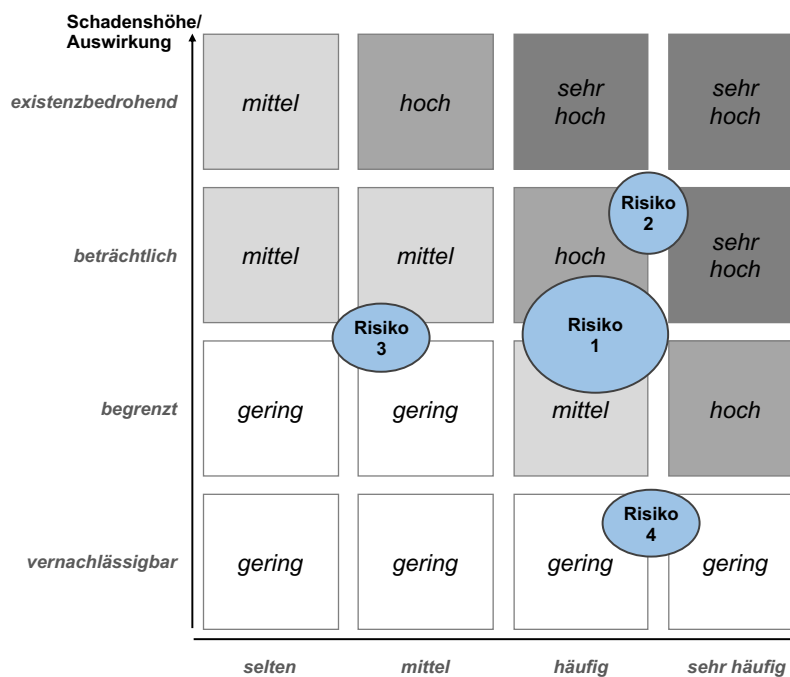 Schadenshöhe/
Auswirkung
existenzbedrohend
mittel
hoch
sehr
hoch
sehr
hoch
Risiko
2
beträchtlich
mittel
mittel
hoch
sehr
hoch
Risiko
3
Risiko
1
begrenzt
gering
gering
mittel
hoch
Risiko
4
vernachlässigbar
gering
gering
gering
gering
selten
mittel
häufig
sehr häufig